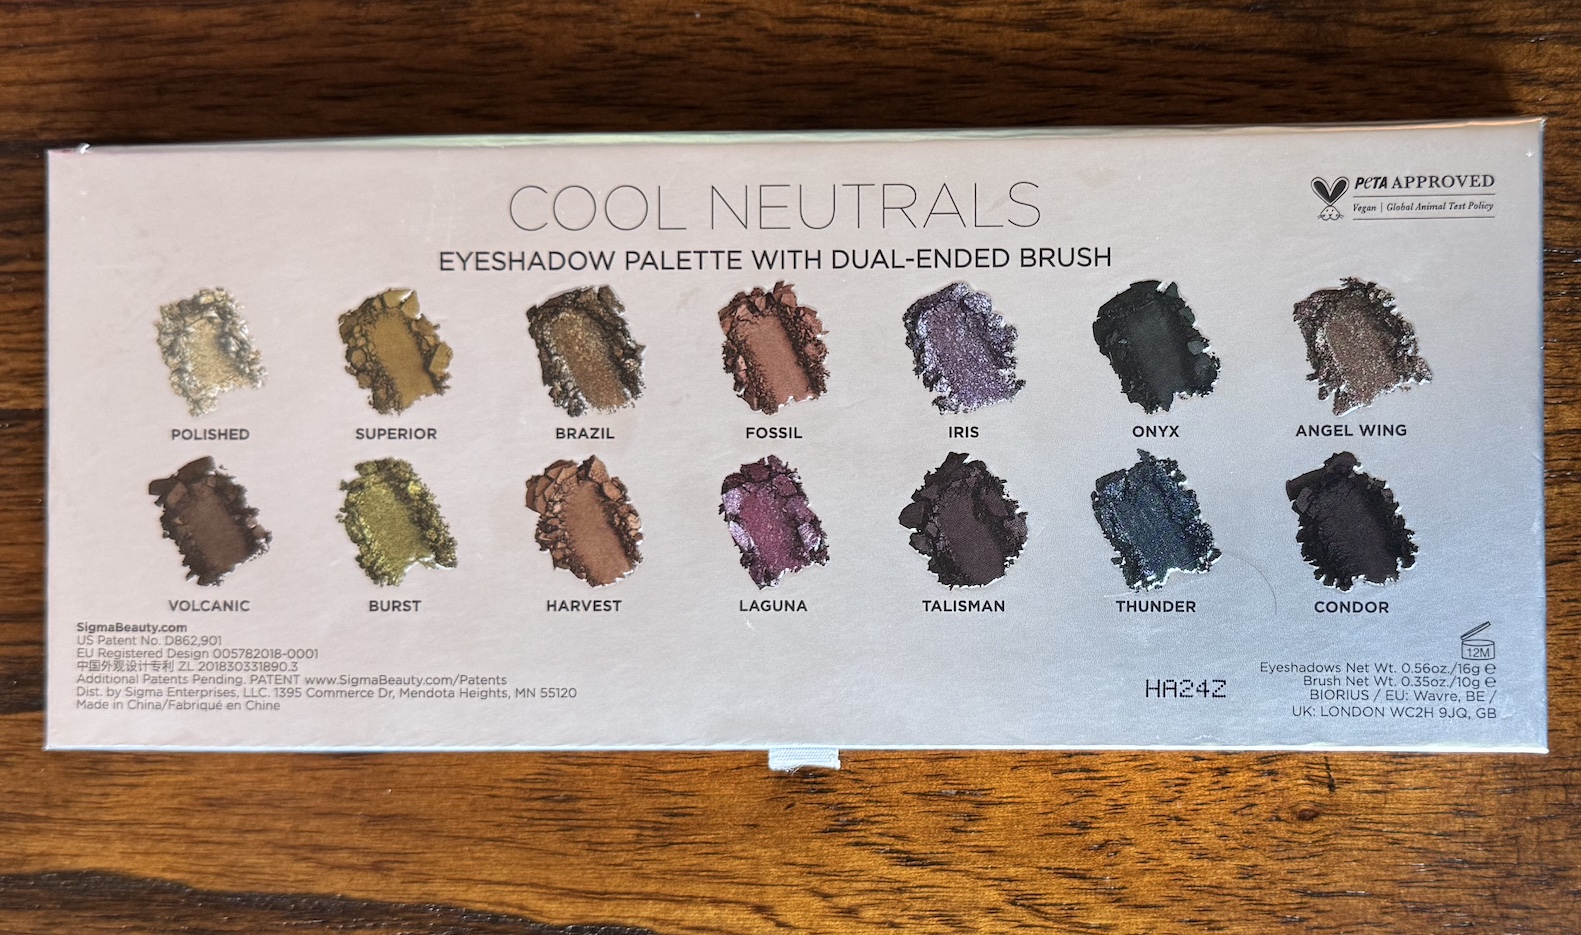 COOL NEUTRALS
EYESHADOW PALETTE WITH DUAL-ENDED BRUSH
PETA APPROVED
Vegan | Global Animal Test Policy
POLISHED SUPERIOR BRAZIL FOSSIL IRIS ONYX ANGEL WING
VOLCANIC BURST HARVEST LAGUNA TALISMAN THUNDER CONDOR
SigmaBeauty.com
US Patent No. D862,901
EU Registered Design 005782018-0001
中国外观设计专利 ZL 201830331890.3
Additional Patents Pending. PATENT www.SigmaBeauty.com/Patents
Dist. by Sigma Enterprises, LLC. 1395 Commerce Dr, Mendota Heights, MN 55120
Made in China/Fabriqué en Chine
HA24Z
12M
Eyeshadows Net Wt. 0.56oz./16g ℮
Brush Net Wt. 0.35oz./10g ℮
BIORIUS / EU: Wavre, BE /
UK: LONDON WC2H 9JQ, GB